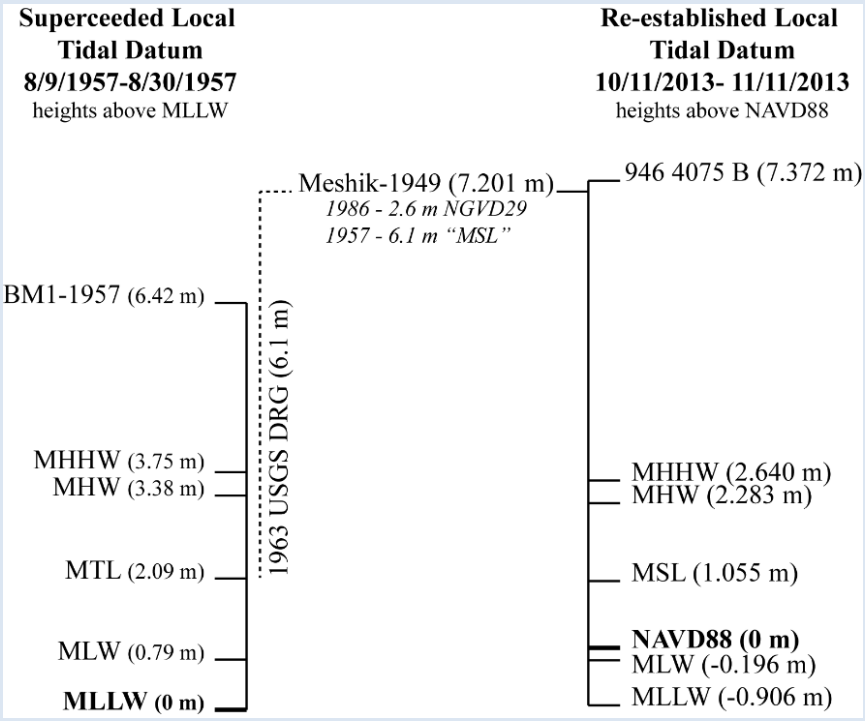 Superceeded Local
Tidal Datum
8/9/1957-8/30/1957
heights above MLLW
Re-established Local
Tidal Datum
10/11/2013- 11/11/2013
heights above NAVD88
Meshik-1949 (7.201 m)
1986 - 2.6 m NGVD29
1957 - 6.1 m “MSL”
946 4075 B (7.372 m)
BM1-1957 (6.42 m)
1963 USGS DRG (6.1 m)
MHHW (3.75 m)
MHW (3.38 m)
MTL (2.09 m)
MLW (0.79 m)
MLLW (0 m)
MHHW (2.640 m)
MHW (2.283 m)
MSL (1.055 m)
NAVD88 (0 m)
MLW (-0.196 m)
MLLW (-0.906 m)